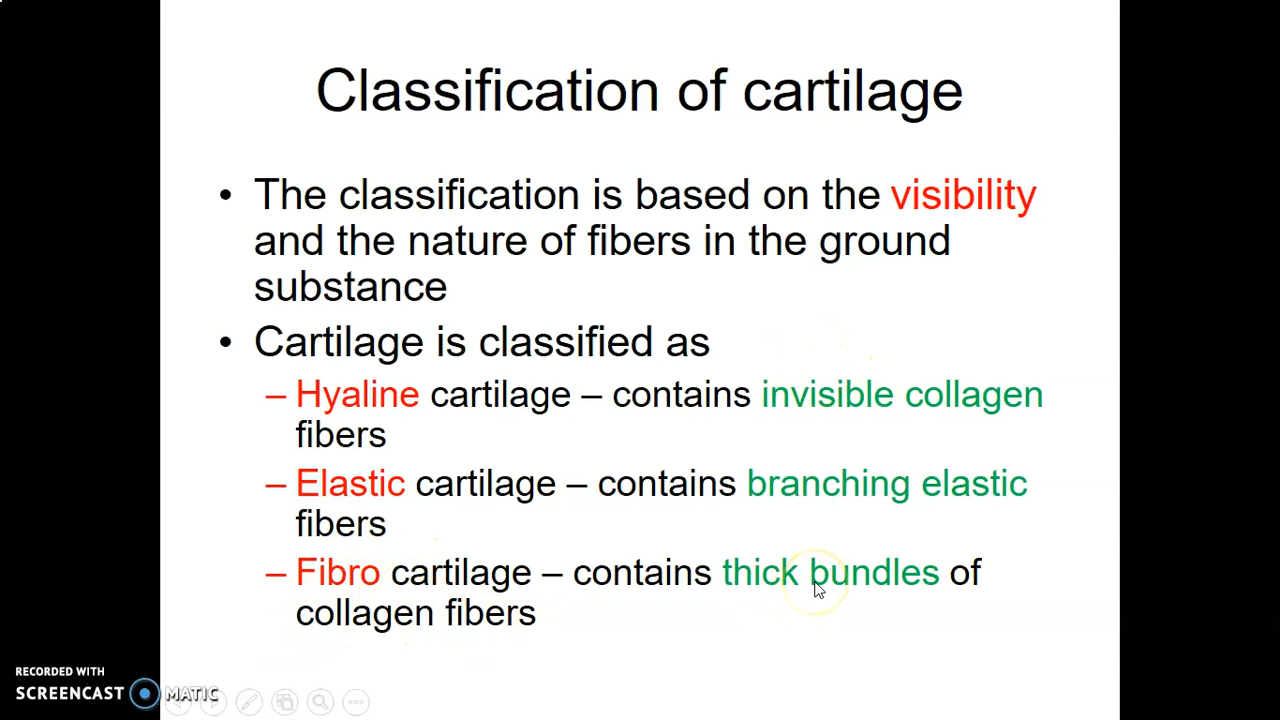 Classification of cartilage
• The classification is based on the visibility
and the nature of fibers in the ground
substance
• Cartilage is classified as
– Hyaline cartilage – contains invisible collagen
fibers
– Elastic cartilage – contains branching elastic
fibers
– Fibro cartilage – contains thick bundles of
collagen fibers
RECORDED WITH
SCREENCAST MATIC